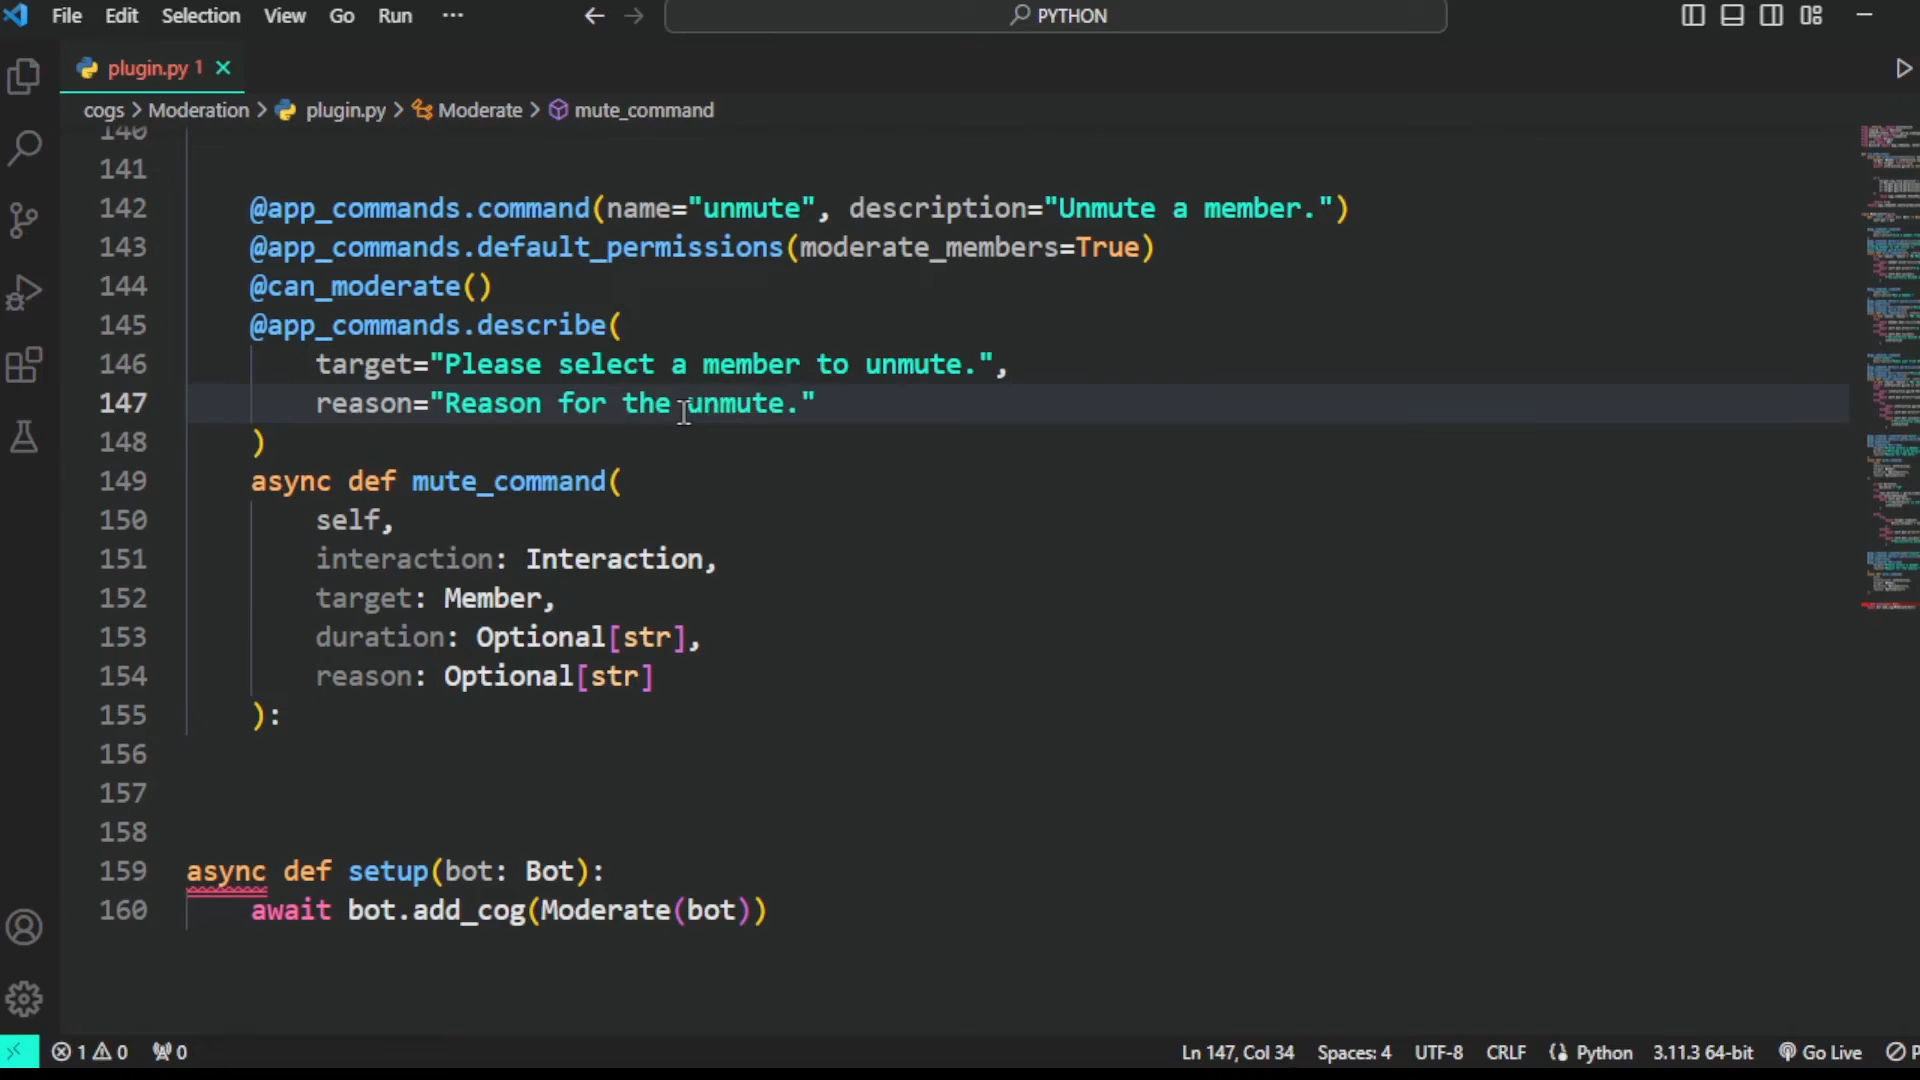 File Edit Selection View Go Run ··· PYTHON
plugin.py 1
cogs > Moderation > plugin.py > Moderate > mute_command
140
141
142 @app_commands.command(name="unmute", description="Unmute a member.")
143 @app_commands.default_permissions(moderate_members=True)
144 @can_moderate()
145 @app_commands.describe(
146 target="Please select a member to unmute.",
147 reason="Reason for the unmute."
148 )
149 async def mute_command(
150 self,
151 interaction: Interaction,
152 target: Member,
153 duration: Optional[str],
154 reason: Optional[str]
155 ):
156
157
158
159 async def setup(bot: Bot):
160 await bot.add_cog(Moderate(bot))
1 0 0 Ln 147, Col 34 Spaces: 4 UTF-8 CRLF Python 3.11.3 64-bit Go Live